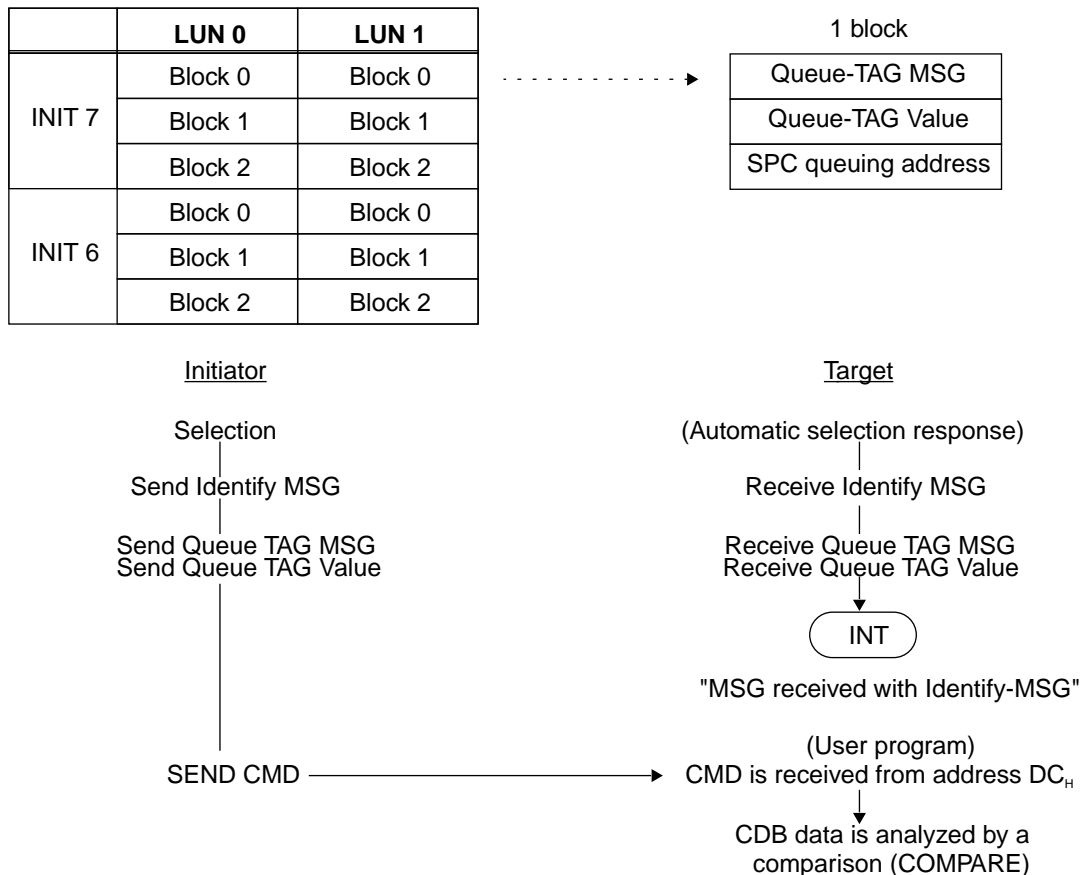 LUN 0 LUN 1
INIT 7
Block 0 Block 0
Block 1 Block 1
Block 2 Block 2
INIT 6
Block 0 Block 0
Block 1 Block 1
Block 2 Block 2
1 block
Queue-TAG MSG
Queue-TAG Value
SPC queuing address
Initiator
Selection
Send Identify MSG
Send Queue TAG MSG
Send Queue TAG Value
SEND CMD
Target
(Automatic selection response)
Receive Identify MSG
Receive Queue TAG MSG
Receive Queue TAG Value
INT
"MSG received with Identify-MSG"
(User program)
CMD is received from address DCH
CDB data is analyzed by a
comparison (COMPARE)